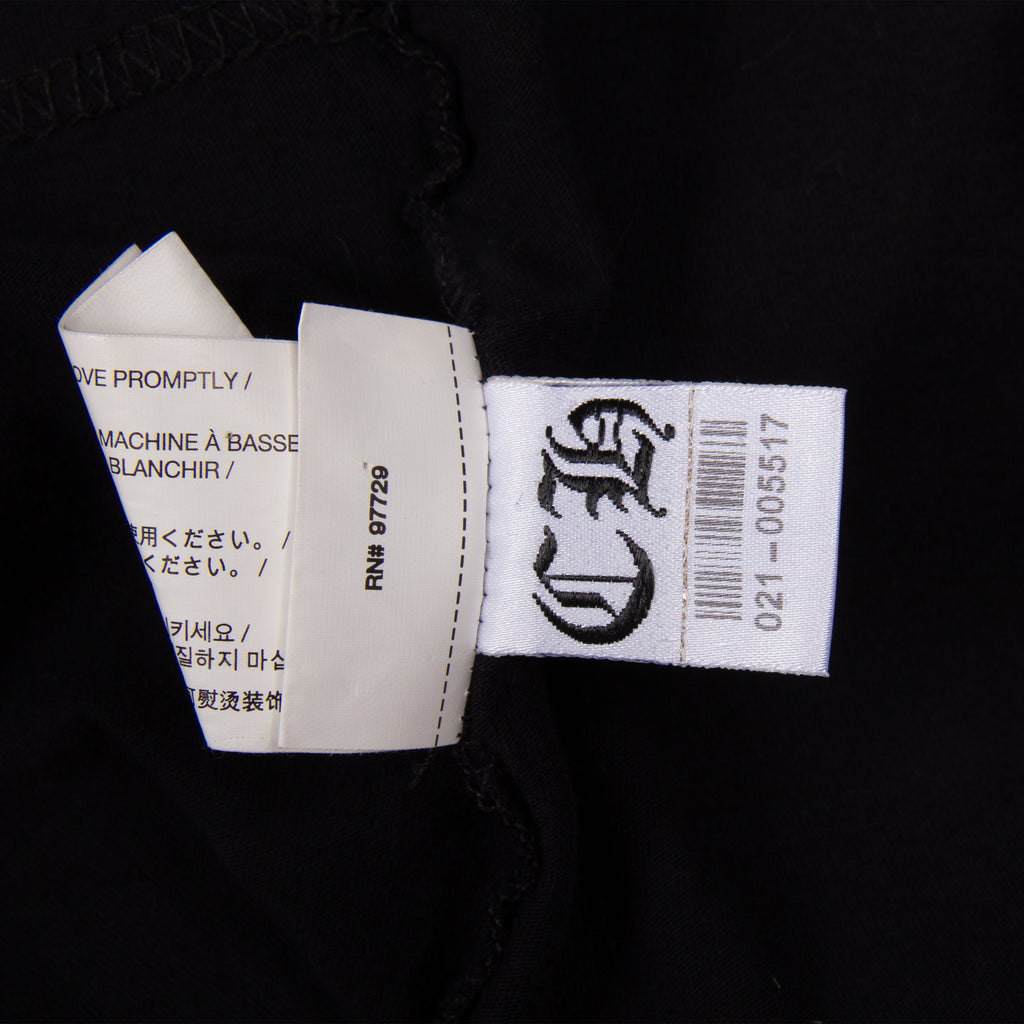 OVE PROMPTLY /
MACHINE À BASSE
BLANCHIR /
使用ください。 /
ください。 /
키세요 /
질하지 마십
熨烫装饰
RN# 97729
CH
021-005517